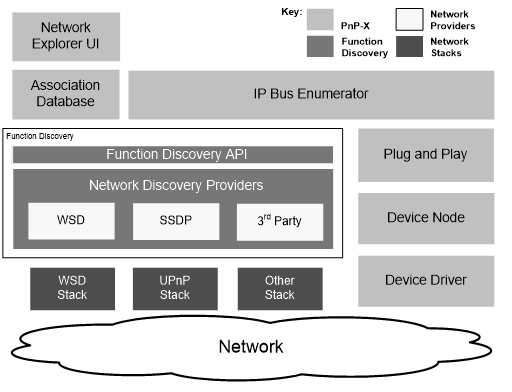 Key:
PnP-X
Network
Providers
Function
Discovery
Network
Stacks
Network
Explorer UI
Association
Database
IP Bus Enumerator
Function Discovery
Function Discovery API
Network Discovery Providers
WSD
SSDP
3rd Party
Plug and Play
Device Node
Device Driver
WSD
Stack
UPnP
Stack
Other
Stack
Network